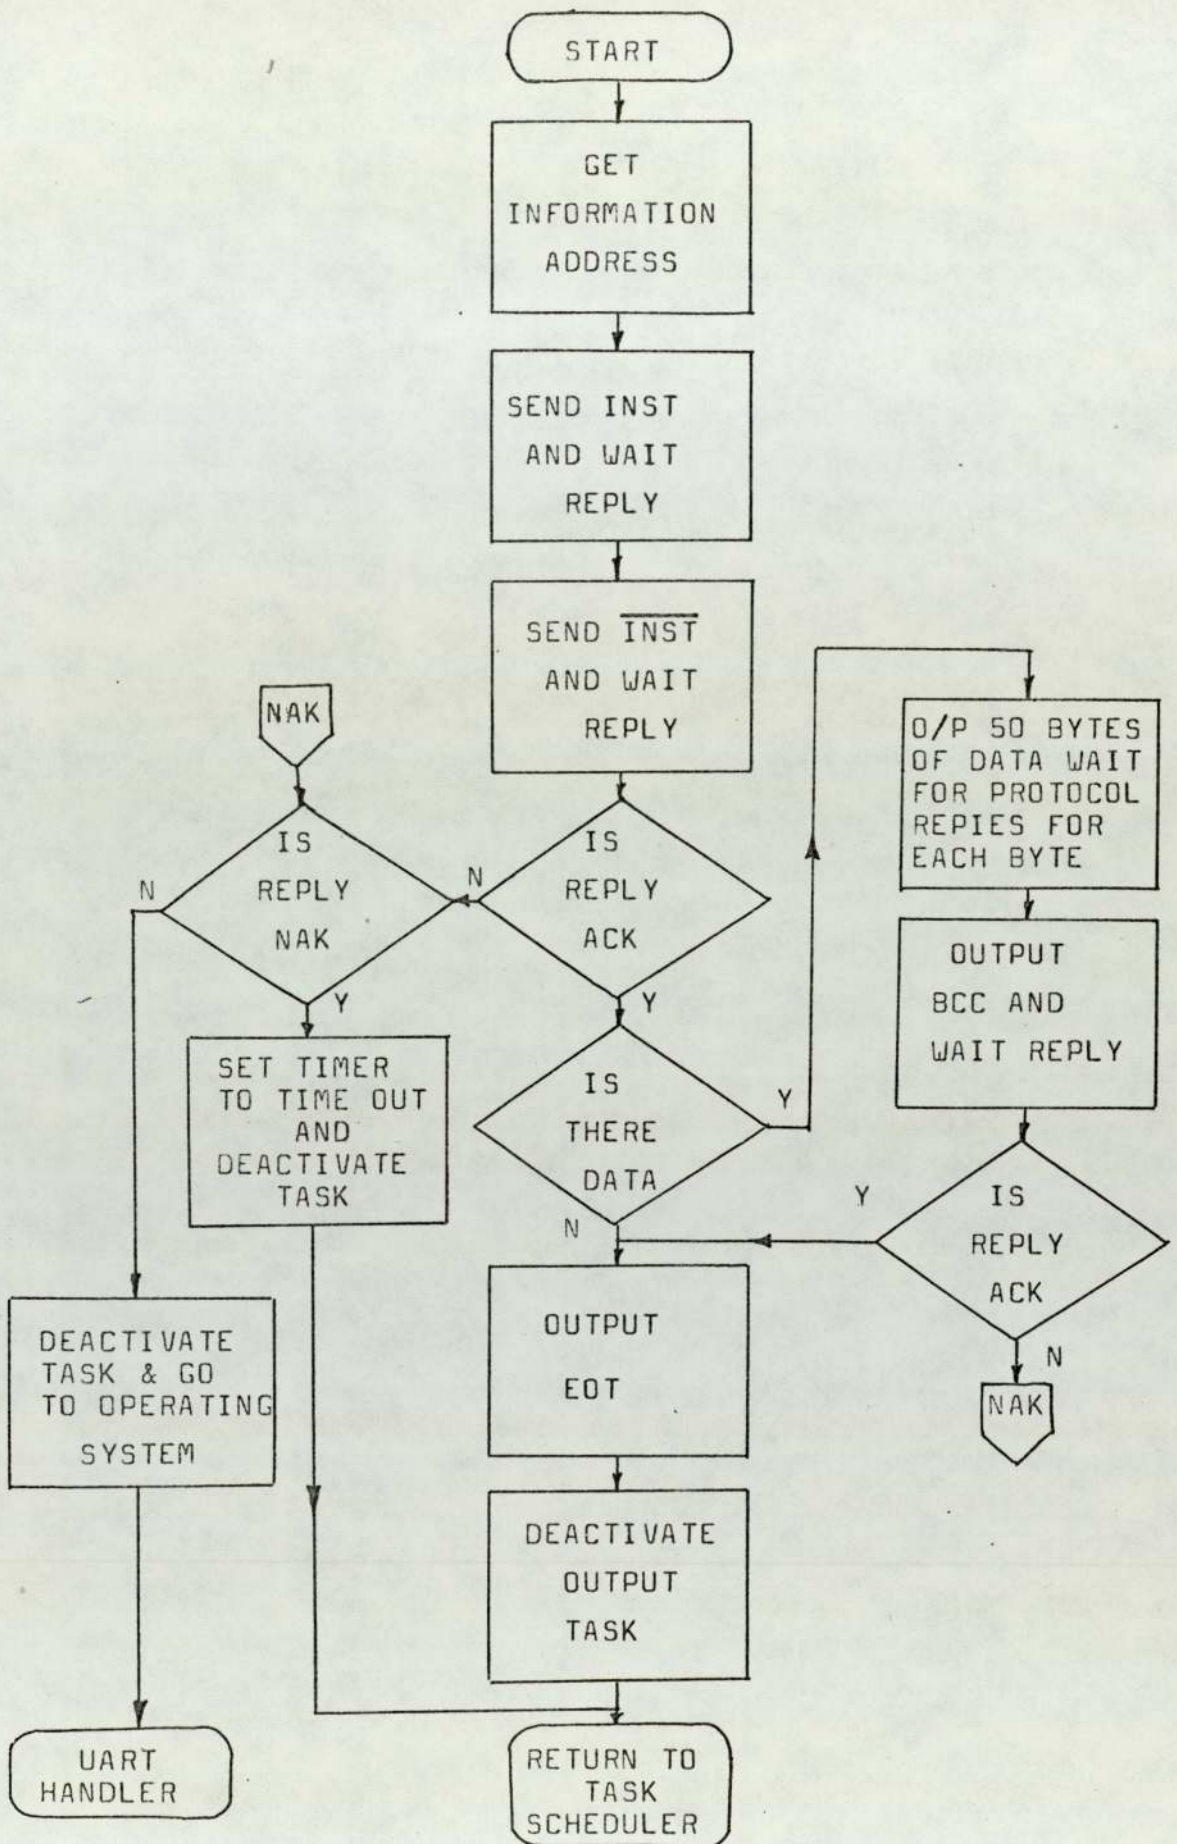 START
GET
INFORMATION
ADDRESS
SEND INST
AND WAIT
REPLY
SEND I̅N̅S̅T̅
AND WAIT
REPLY
NAK
IS
REPLY
NAK
N
Y
IS
REPLY
ACK
N
Y
SET TIMER
TO TIME OUT
AND
DEACTIVATE
TASK
IS
THERE
DATA
Y
N
O/P 50 BYTES
OF DATA WAIT
FOR PROTOCOL
REPIES FOR
EACH BYTE
OUTPUT
BCC AND
WAIT REPLY
IS
REPLY
ACK
Y
N
NAK
DEACTIVATE
TASK & GO
TO OPERATING
SYSTEM
OUTPUT
EOT
DEACTIVATE
OUTPUT
TASK
UART
HANDLER
RETURN TO
TASK
SCHEDULER